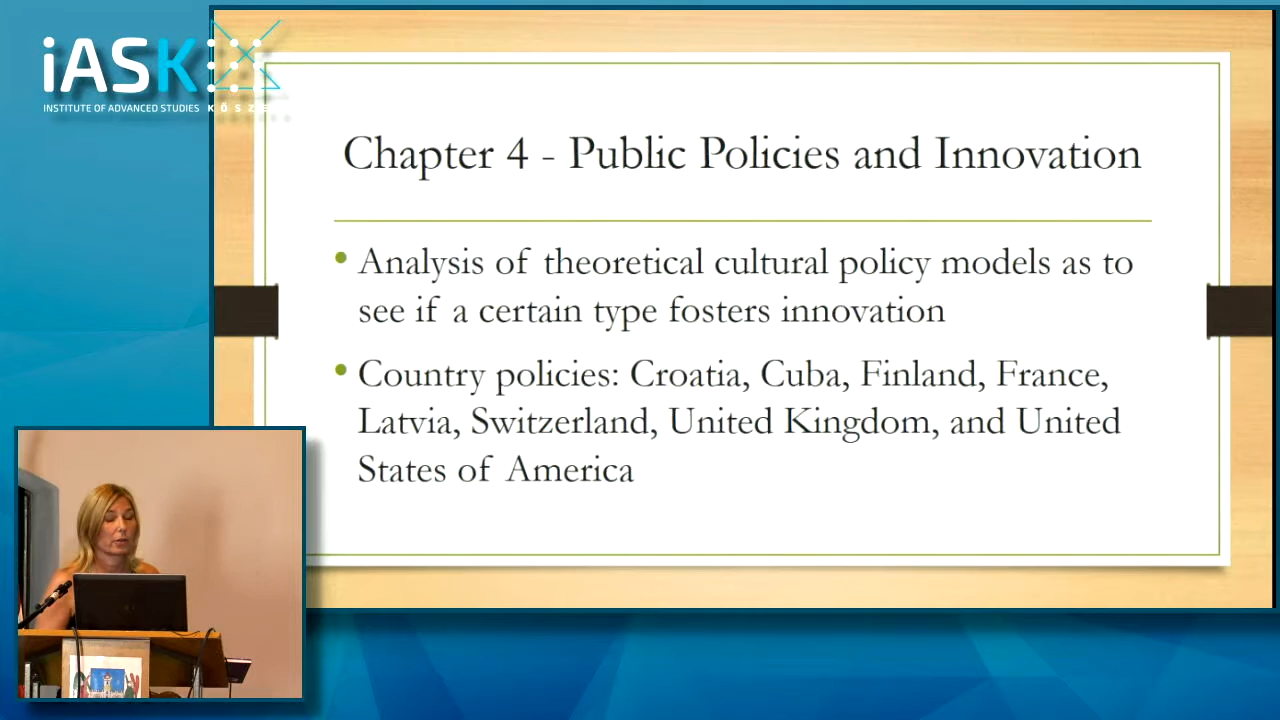 iASK
INSTITUTE OF ADVANCED STUDIES
Chapter 4 - Public Policies and Innovation
• Analysis of theoretical cultural policy models as to
see if a certain type fosters innovation
• Country policies: Croatia, Cuba, Finland, France,
Latvia, Switzerland, United Kingdom, and United
States of America